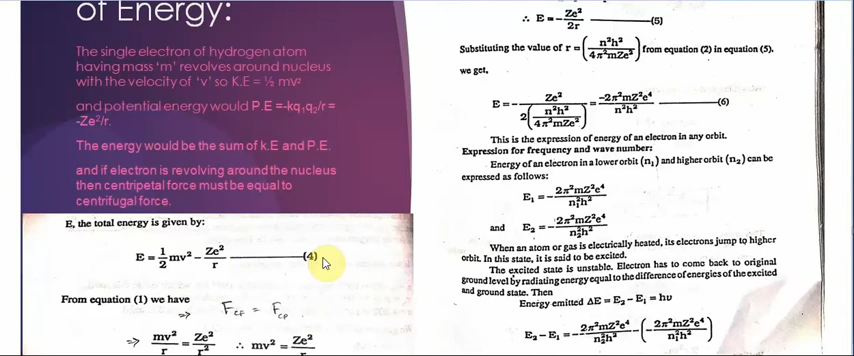 of Energy:
The single electron of hydrogen atom
having mass 'm' revolves around nucleus
with the velocity of 'v' so K.E = ½ mv²
and potential energy would P.E =-kq₁q₂/r =
-Ze²/r.
The energy would be the sum of k.E and P.E.
and if electron is revolving around the nucleus
then centripetal force must be equal to
centrifugal force.
E, the total energy is given by:
E = 1/2 mv² - Ze²/r ———(4)
From equation (1) we have
⇒ F_CF = F_CP
⇒ mv²/r = Ze²/r² ∴ mv² = Ze²/r
∴ E = - Ze²/2r ———(5)
Substituting the value of r = (n²h²/4π²mZe²) from equation (2) in equation (5),
we get,
E = - Ze²/2(n²h²/4π²mZe²) = -2π²mZ²e⁴/n²h² ———(6)
This is the expression of energy of an electron in any orbit.
Expression for frequency and wave number:
Energy of an electron in a lower orbit (n₁) and higher orbit (n₂) can be
expressed as follows:
E₁ = - 2π²mZ²e⁴/n₁²h²
and E₂ = - 2π²mZ²e⁴/n₂²h²
When an atom or gas is electrically heated, its electrons jump to higher
orbit. In this state, it is said to be excited.
The excited state is unstable. Electron has to come back to original
ground level by radiating energy equal to the difference of energies of the excited
and ground state. Then
Energy emitted ΔE = E₂ - E₁ = hυ
E₂ - E₁ = - 2π²mZ²e⁴/n₂²h² - (- 2π²mZ²e⁴/n₁²h²)